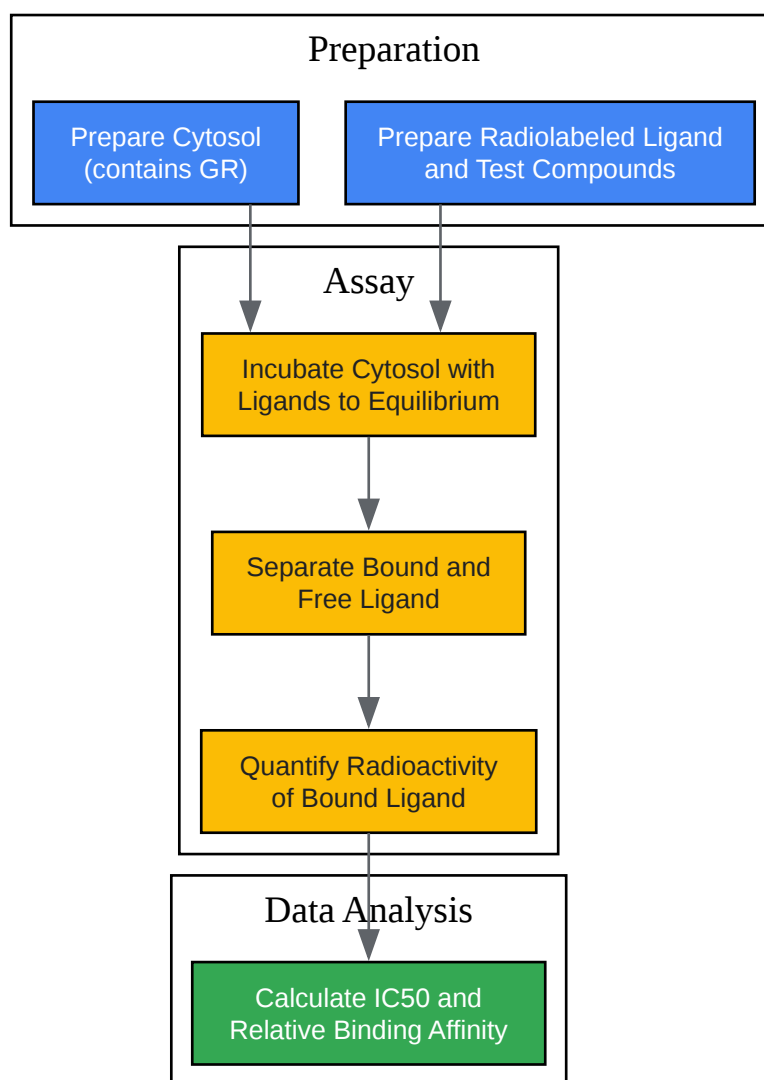 Preparation
Prepare Cytosol
(contains GR)
Prepare Radiolabeled Ligand
and Test Compounds
Assay
Incubate Cytosol with
Ligands to Equilibrium
Separate Bound and
Free Ligand
Quantify Radioactivity
of Bound Ligand
Data Analysis
Calculate IC50 and
Relative Binding Affinity